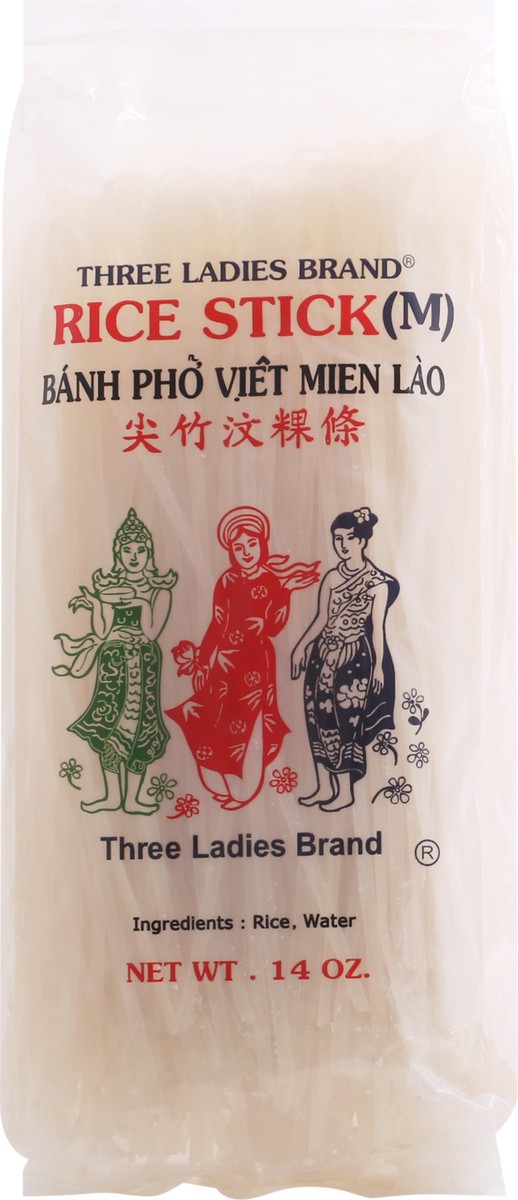 THREE LADIES BRAND®
RICE STICK(M)
BÁNH PHỞ VIÊT MIEN LÀO
尖竹汶粿條
Three Ladies Brand ®
Ingredients : Rice, Water
NET WT . 14 OZ.